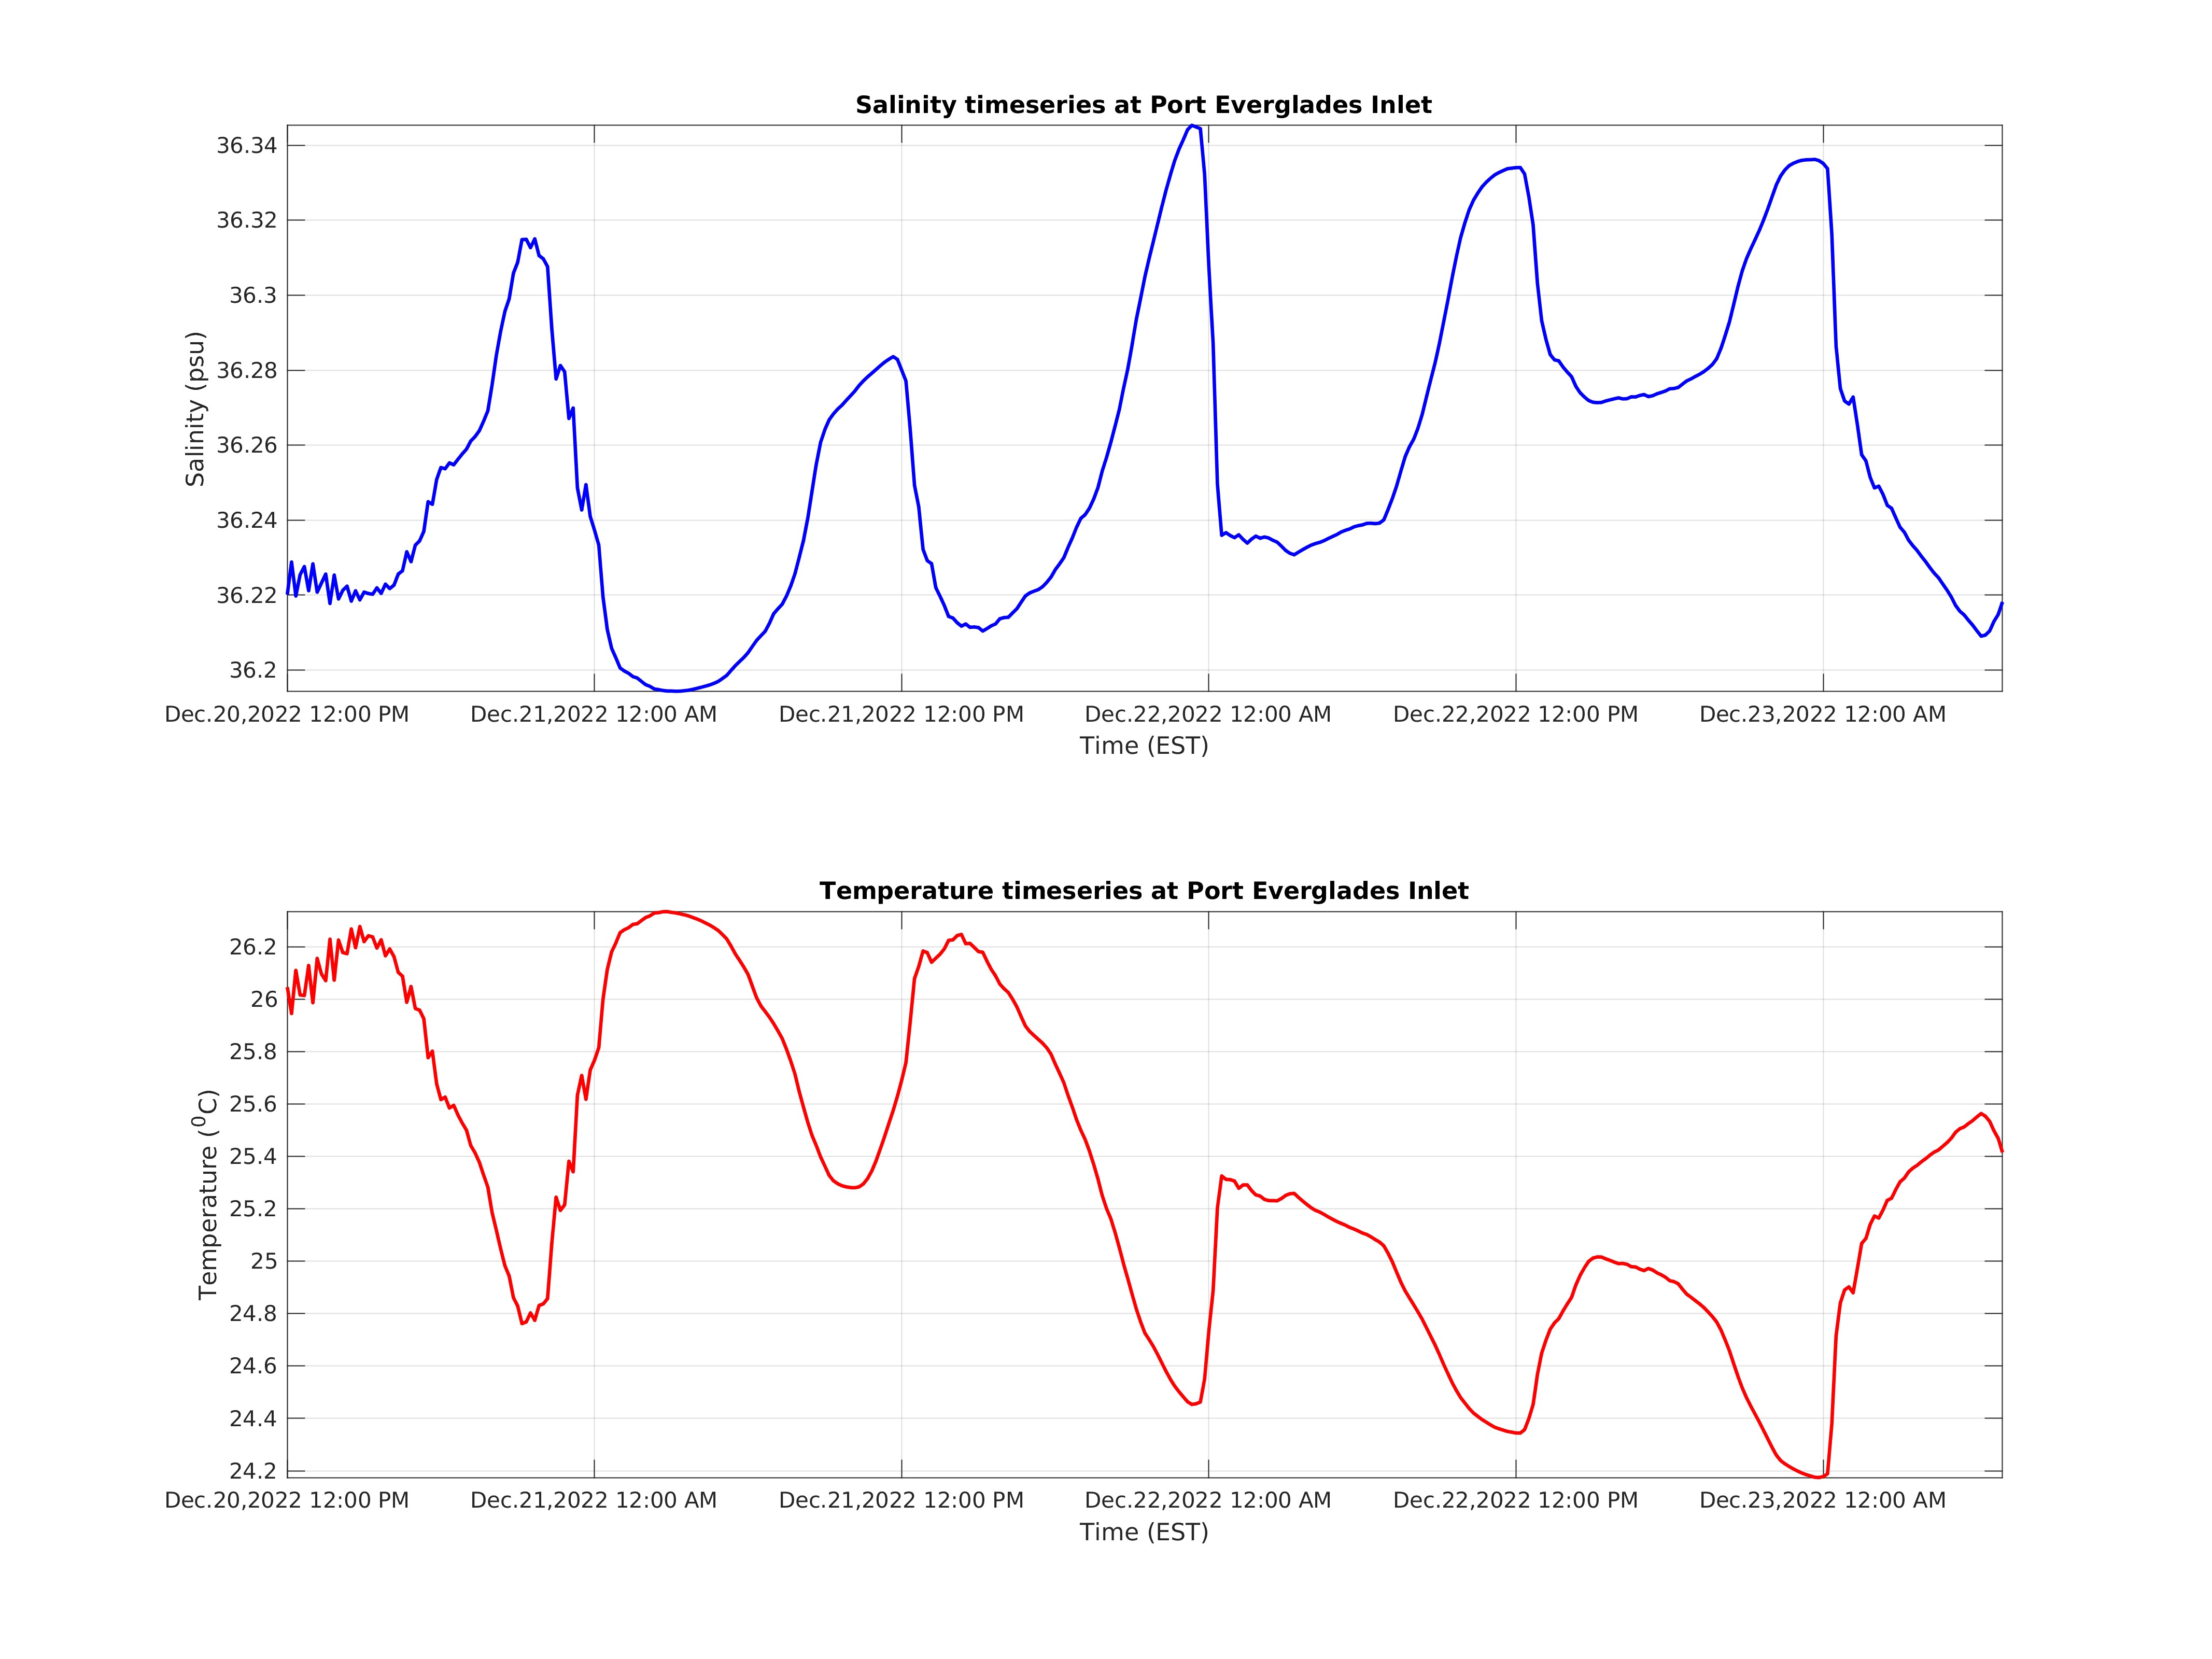 Salinity timeseries at Port Everglades Inlet
Salinity (psu)
36.34
36.32
36.3
36.28
36.26
36.24
36.22
36.2
Dec.20,2022 12:00 PM Dec.21,2022 12:00 AM Dec.21,2022 12:00 PM Dec.22,2022 12:00 AM Dec.22,2022 12:00 PM Dec.23,2022 12:00 AM
Time (EST)
Temperature timeseries at Port Everglades Inlet
Temperature (⁰C)
26.2
26
25.8
25.6
25.4
25.2
25
24.8
24.6
24.4
24.2
Dec.20,2022 12:00 PM Dec.21,2022 12:00 AM Dec.21,2022 12:00 PM Dec.22,2022 12:00 AM Dec.22,2022 12:00 PM Dec.23,2022 12:00 AM
Time (EST)